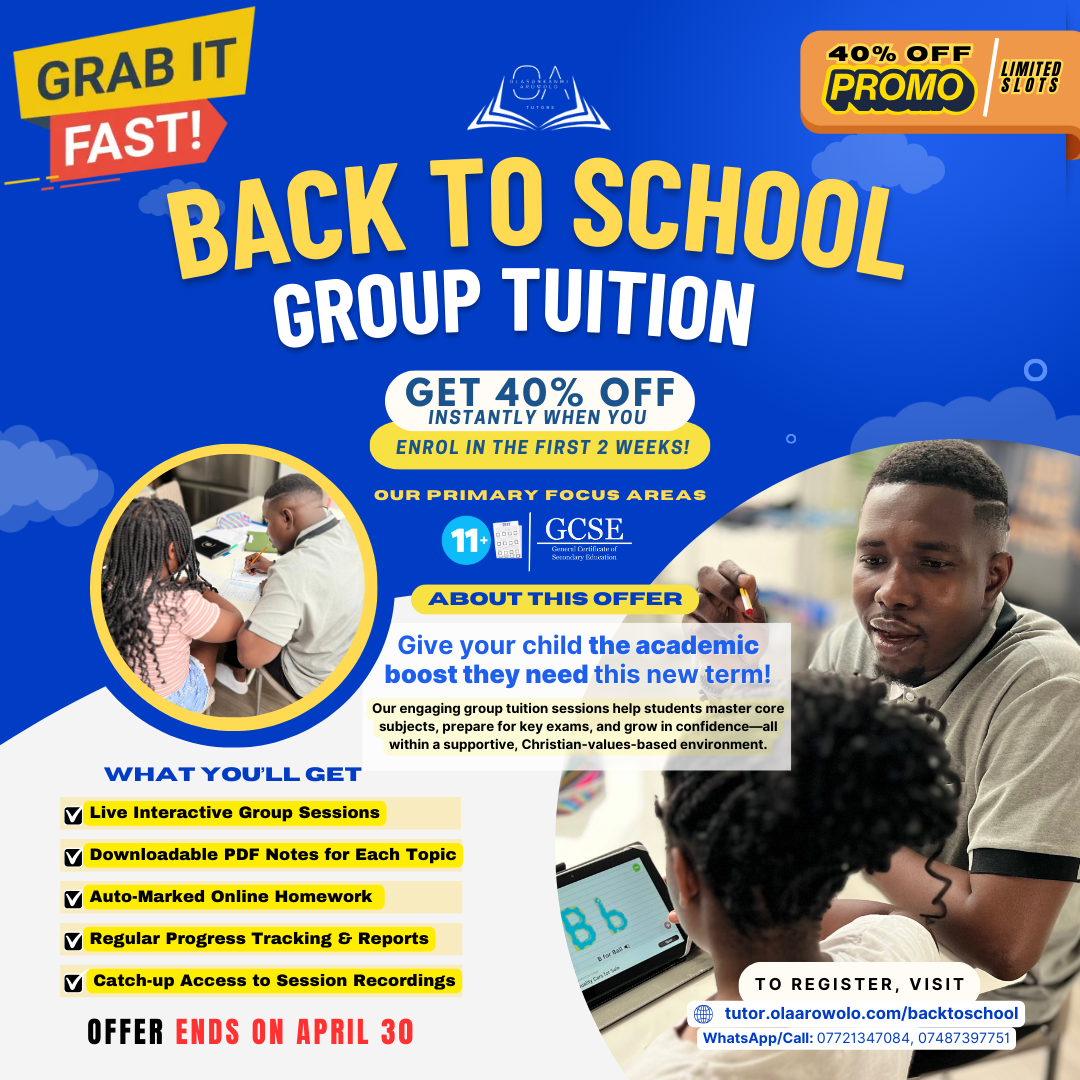 GRAB IT
FAST!
OA
OLASUNKANMI
AROWOLO
TUTORS
40% OFF
PROMO
LIMITED
SLOTS
BACK TO SCHOOL
GROUP TUITION
GET 40% OFF
INSTANTLY WHEN YOU
ENROL IN THE FIRST 2 WEEKS!
OUR PRIMARY FOCUS AREAS
11+
GCSE
General Certificate of
Secondary Education
ABOUT THIS OFFER
Give your child the academic
boost they need this new term!
Our engaging group tuition sessions help students master core
subjects, prepare for key exams, and grow in confidence—all
within a supportive, Christian-values-based environment.
WHAT YOU'LL GET
Live Interactive Group Sessions
Downloadable PDF Notes for Each Topic
Auto-Marked Online Homework
Regular Progress Tracking & Reports
Catch-up Access to Session Recordings
OFFER ENDS ON APRIL 30
Bb
B for Ball
TO REGISTER, VISIT
tutor.olaarowolo.com/backtoschool
WhatsApp/Call: 07721347084, 07487397751